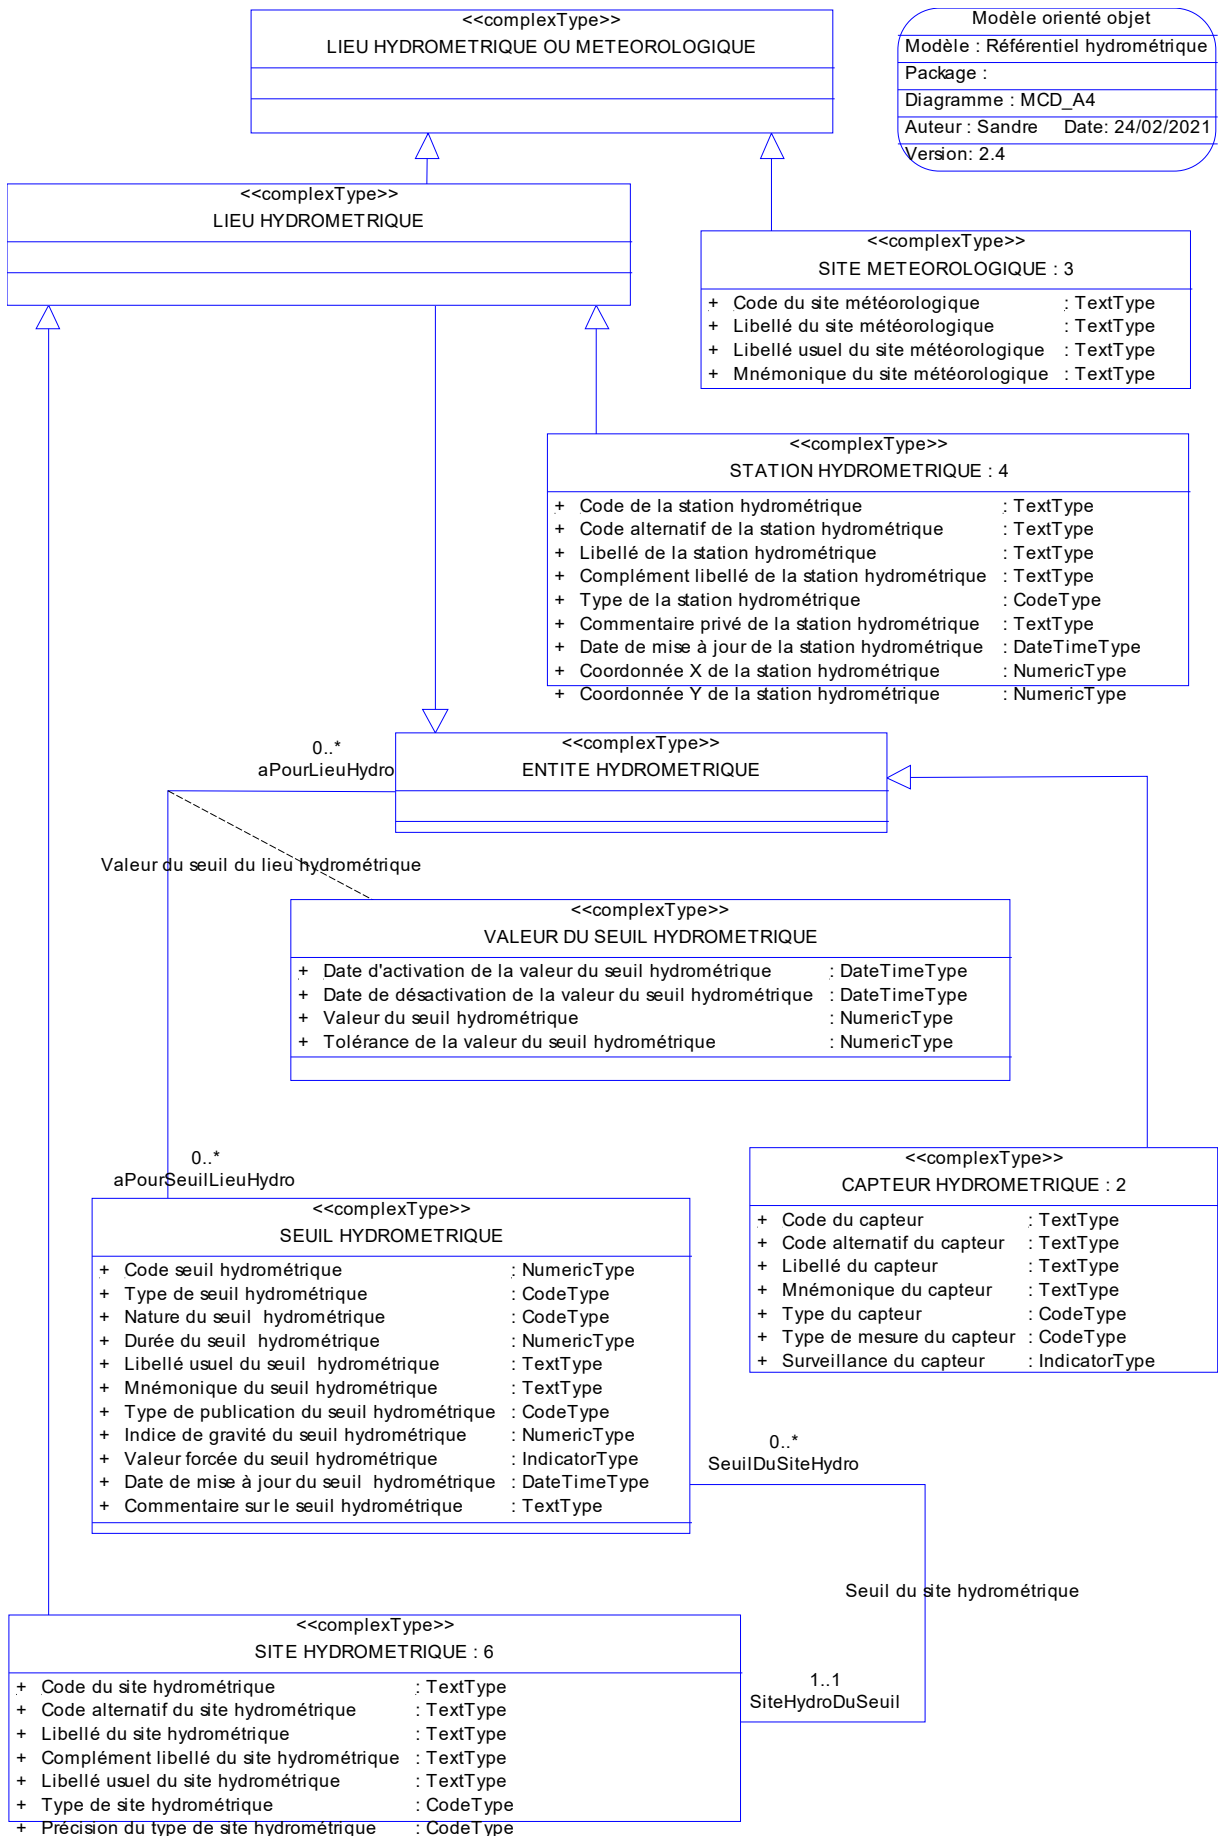 <<complexType>>
LIEU HYDROMETRIQUE OU METEOROLOGIQUE
Modèle orienté objet
Modèle : Référentiel hydrométrique
Package :
Diagramme : MCD_A4
Auteur : Sandre Date: 24/02/2021
Version: 2.4
<<complexType>>
LIEU HYDROMETRIQUE
<<complexType>>
SITE METEOROLOGIQUE : 3
+ Code du site météorologique : TextType
+ Libellé du site météorologique : TextType
+ Libellé usuel du site météorologique : TextType
+ Mnémonique du site météorologique : TextType
<<complexType>>
STATION HYDROMETRIQUE : 4
+ Code de la station hydrométrique : TextType
+ Code alternatif de la station hydrométrique : TextType
+ Libellé de la station hydrométrique : TextType
+ Complément libellé de la station hydrométrique : TextType
+ Type de la station hydrométrique : CodeType
+ Commentaire privé de la station hydrométrique : TextType
+ Date de mise à jour de la station hydrométrique : DateTimeType
+ Coordonnée X de la station hydrométrique : NumericType
+ Coordonnée Y de la station hydrométrique : NumericType
0..*
aPourLieuHydro
<<complexType>>
ENTITE HYDROMETRIQUE
Valeur du seuil du lieu hydrométrique
<<complexType>>
VALEUR DU SEUIL HYDROMETRIQUE
+ Date d'activation de la valeur du seuil hydrométrique : DateTimeType
+ Date de désactivation de la valeur du seuil hydrométrique : DateTimeType
+ Valeur du seuil hydrométrique : NumericType
+ Tolérance de la valeur du seuil hydrométrique : NumericType
0..*
aPourSeuilLieuHydro
<<complexType>>
CAPTEUR HYDROMETRIQUE : 2
+ Code du capteur : TextType
+ Code alternatif du capteur : TextType
+ Libellé du capteur : TextType
+ Mnémonique du capteur : TextType
+ Type du capteur : CodeType
+ Type de mesure du capteur : CodeType
+ Surveillance du capteur : IndicatorType
<<complexType>>
SEUIL HYDROMETRIQUE
+ Code seuil hydrométrique : NumericType
+ Type de seuil hydrométrique : CodeType
+ Nature du seuil hydrométrique : CodeType
+ Durée du seuil hydrométrique : NumericType
+ Libellé usuel du seuil hydrométrique : TextType
+ Mnémonique du seuil hydrométrique : TextType
+ Type de publication du seuil hydrométrique : CodeType
+ Indice de gravité du seuil hydrométrique : NumericType
+ Valeur forcée du seuil hydrométrique : IndicatorType
+ Date de mise à jour du seuil hydrométrique : DateTimeType
+ Commentaire sur le seuil hydrométrique : TextType
0..*
SeuilDuSiteHydro
Seuil du site hydrométrique
1..1
SiteHydroDuSeuil
<<complexType>>
SITE HYDROMETRIQUE : 6
+ Code du site hydrométrique : TextType
+ Code alternatif du site hydrométrique : TextType
+ Libellé du site hydrométrique : TextType
+ Complément libellé du site hydrométrique : TextType
+ Libellé usuel du site hydrométrique : TextType
+ Type de site hydrométrique : CodeType
+ Précision du type de site hydrométrique : CodeType